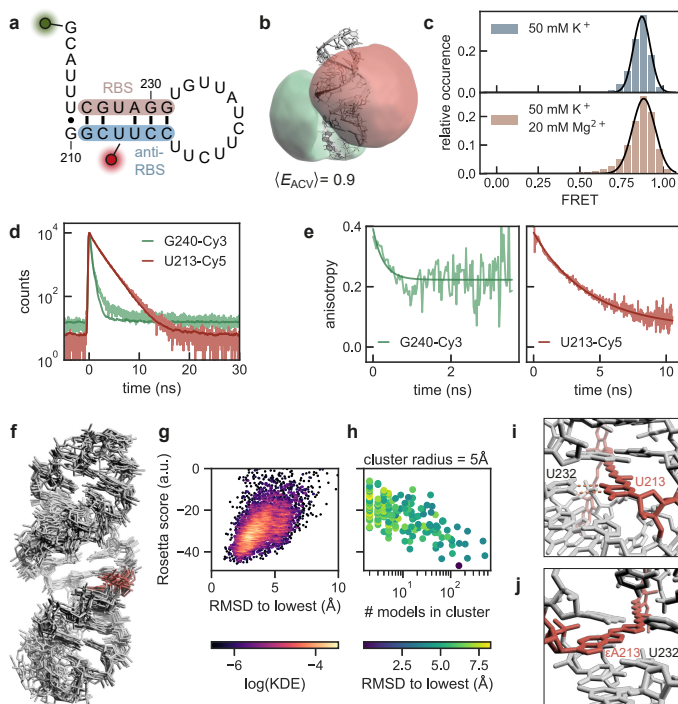 a
G
C
A
U
U
U
RBS
230
C G U A G G
G C U U C C
G
210
anti-
RBS
U G U U A U C U U C U
b
⟨E_ACV⟩= 0.9
c
relative occurence
0.2
0.0
50 mM K⁺
0.2
0.0
50 mM K⁺
20 mM Mg²⁺
0.00 0.25 0.50 0.75 1.00
FRET
d
counts
10⁴
10²
10⁰
G240-Cy3
U213-Cy5
0 10 20 30
time (ns)
e
anisotropy
0.4
0.2
0.0
G240-Cy3
U213-Cy5
0 2
time (ns)
0 5 10
time (ns)
f
g
Rosetta score (a.u.)
0
−20
−40
0 5 10
RMSD to lowest (Å)
−6 −4
log(KDE)
h
cluster radius = 5Å
10¹ 10²
# models in cluster
2.5 5.0 7.5
RMSD to lowest (Å)
i
U232
U213
j
εA213
U232